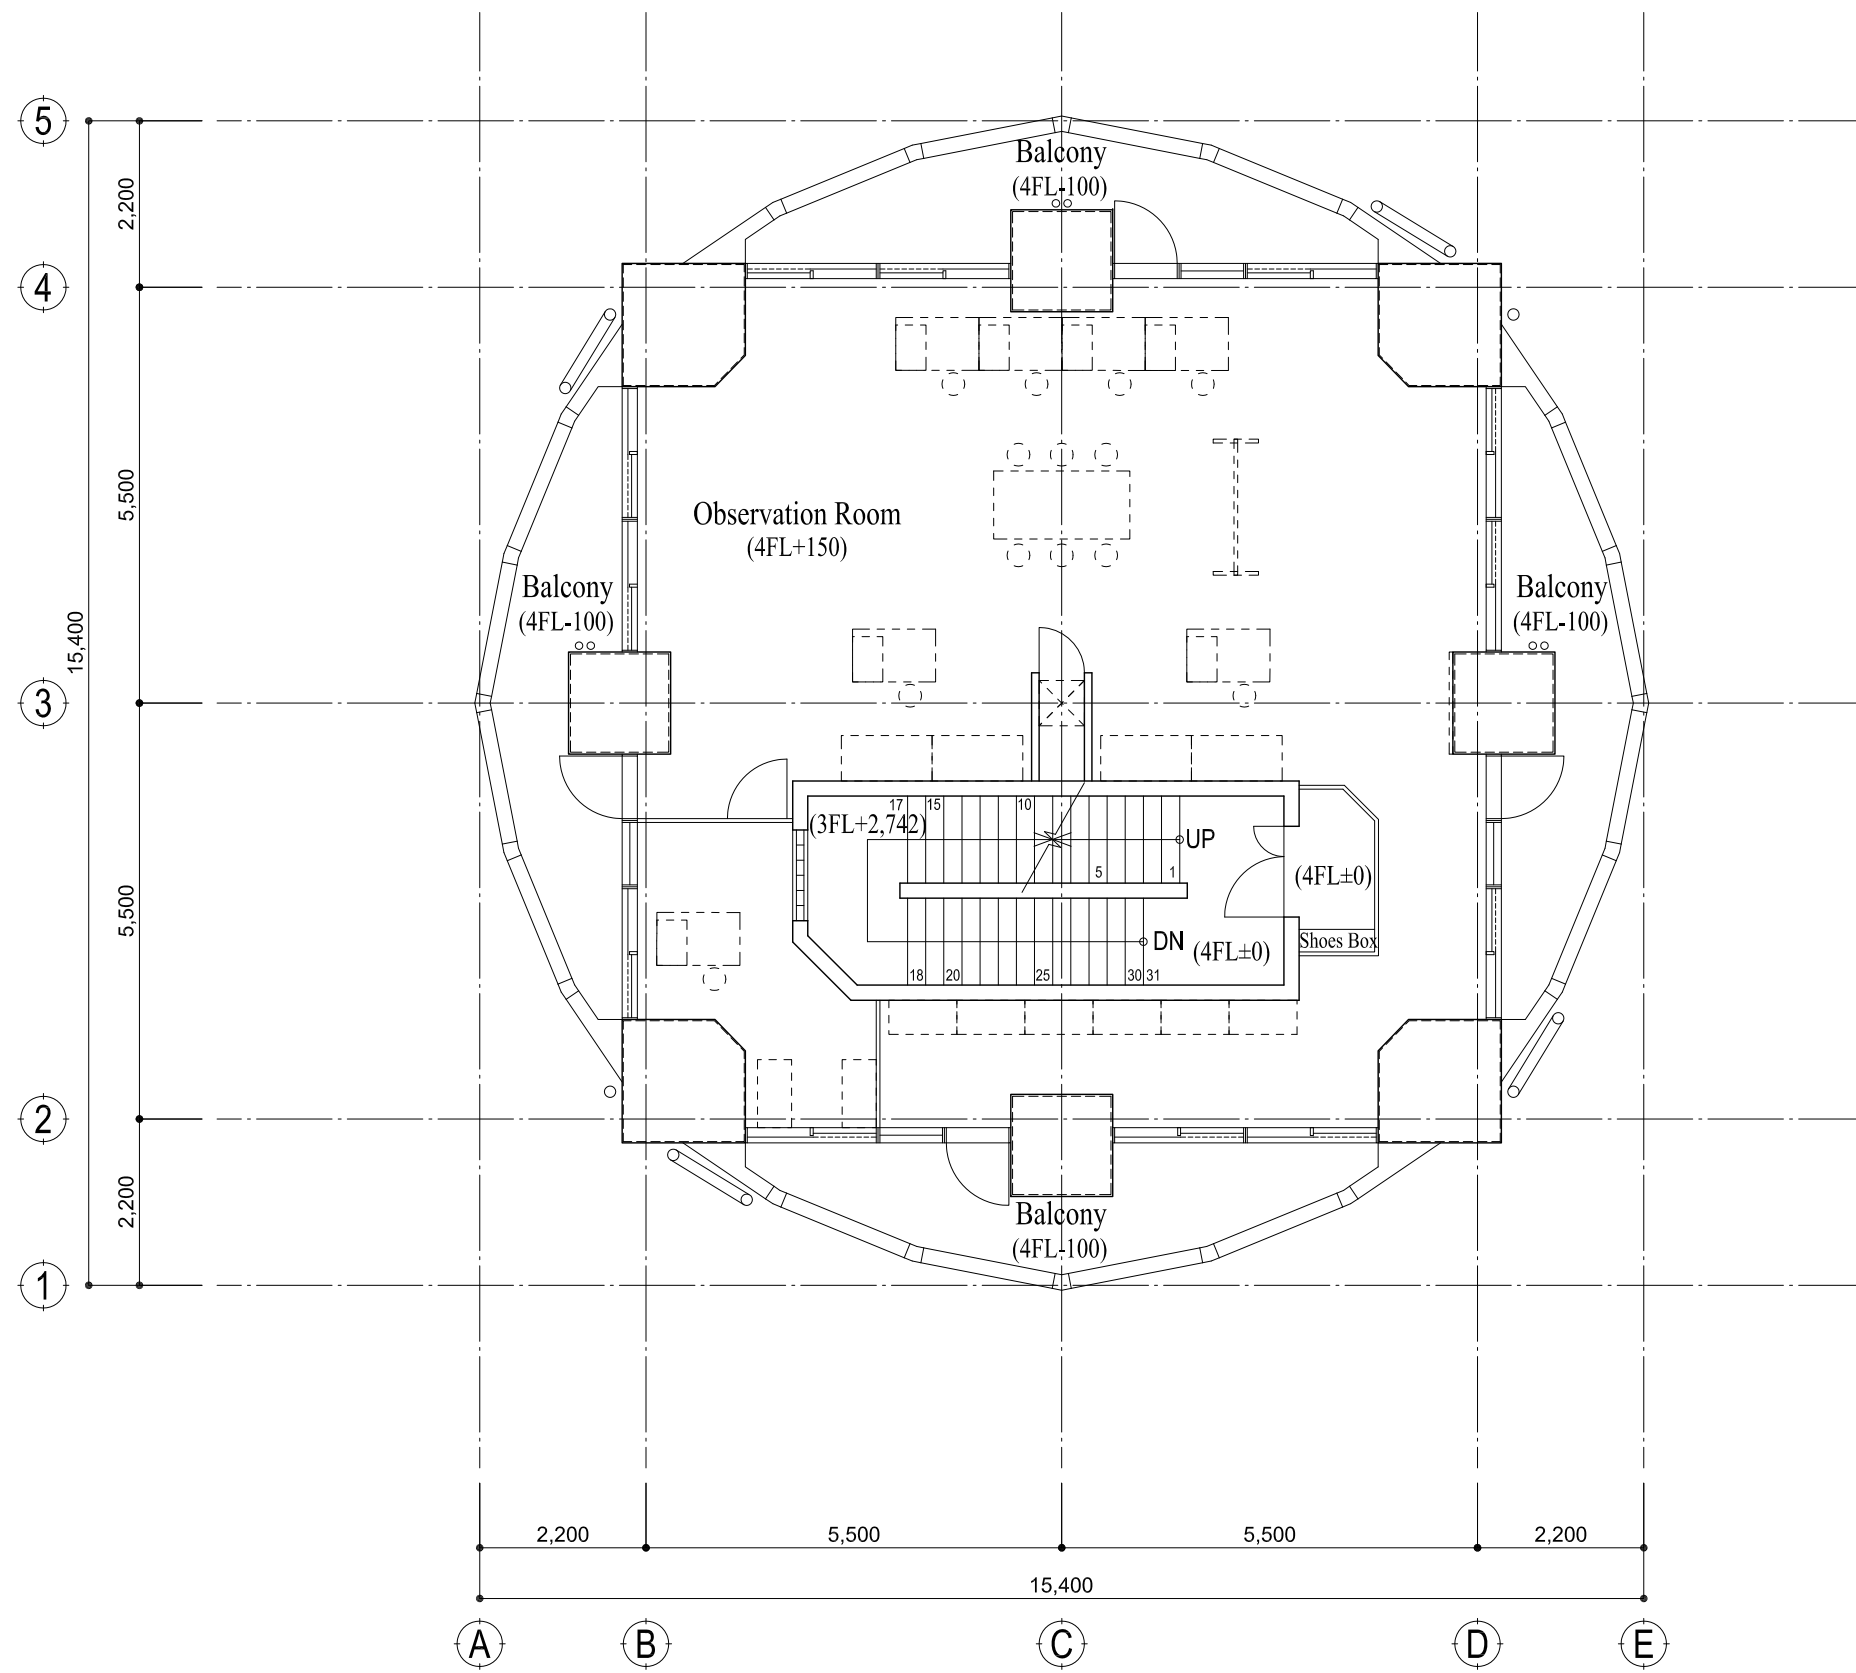 5
Balcony
(4FL-100)
2,200
4
5,500
Observation Room
(4FL+150)
Balcony
(4FL-100)
Balcony
(4FL-100)
15,400
3
17
15
10
(3FL+2,742)
UP
5
1
(4FL±0)
5,500
DN
(4FL±0)
Shoes Box
18
20
25
30
31
2
2,200
Balcony
(4FL-100)
1
2,200
5,500
5,500
2,200
15,400
A
B
C
D
E